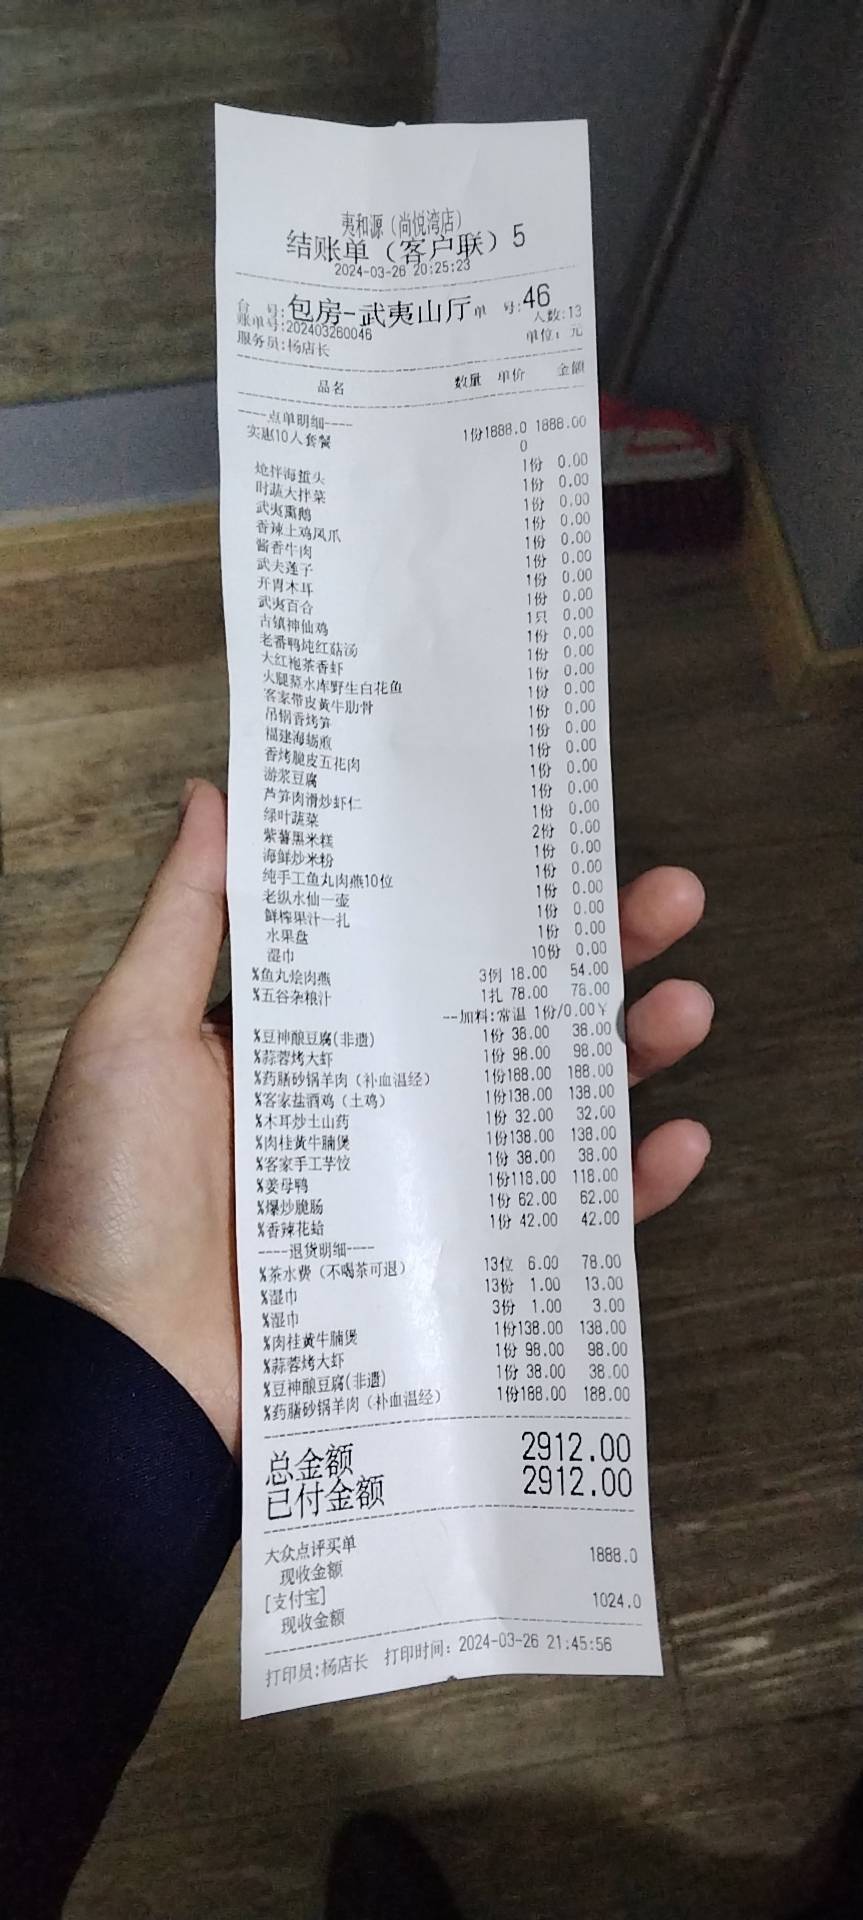 夷和源（尚悦湾店）
结账单（客户联）5
2024-03-26 20:25:23
台 号:包房-武夷山厅 单 号:46
账单号:202403260046 人数:13
服务员:杨店长 单位: 元
品名 数量 单价 金额
----点单明细----
实惠10人套餐 1份1888.0 1888.00
0
炝拌海蜇头 1份 0.00
时蔬大拌菜 1份 0.00
武夷熏鹅 1份 0.00
香辣土鸡凤爪 1份 0.00
酱香牛肉 1份 0.00
武夫莲子 1份 0.00
开胃木耳 1份 0.00
武夷百合 1份 0.00
古镇神仙鸡 1只 0.00
老番鸭炖红菇汤 1份 0.00
大红袍茶香虾 1份 0.00
火腿蒸水库野生白花鱼 1份 0.00
客家带皮黄牛肋骨 1份 0.00
吊锅香烤笋 1份 0.00
福建海蛎煎 1份 0.00
香烤脆皮五花肉 1份 0.00
游浆豆腐 1份 0.00
芦笋肉滑炒虾仁 1份 0.00
绿叶蔬菜 1份 0.00
紫薯黑米糕 2份 0.00
海鲜炒米粉 1份 0.00
纯手工鱼丸肉燕10位 1份 0.00
老纵水仙一壶 1份 0.00
鲜榨果汁一扎 1份 0.00
水果盘 1份 0.00
湿巾 10份 0.00
%鱼丸烩肉燕 3例 18.00 54.00
%五谷杂粮汁 1扎 78.00 78.00
--加料:常温 1份/0.00￥
%豆神酿豆腐(非遗) 1份 38.00 38.00
%蒜蓉烤大虾 1份 98.00 98.00
%药膳砂锅羊肉（补血温经） 1份188.00 188.00
%客家盐酒鸡（土鸡） 1份138.00 138.00
%木耳炒土山药 1份 32.00 32.00
%肉桂黄牛腩煲 1份138.00 138.00
%客家手工芋饺 1份 38.00 38.00
%姜母鸭 1份118.00 118.00
%爆炒脆肠 1份 62.00 62.00
%香辣花蛤 1份 42.00 42.00
----退货明细----
%茶水费（不喝茶可退） 13位 6.00 78.00
%湿巾 13份 1.00 13.00
%湿巾 3份 1.00 3.00
%肉桂黄牛腩煲 1份138.00 138.00
%蒜蓉烤大虾 1份 98.00 98.00
%豆神酿豆腐(非遗) 1份 38.00 38.00
%药膳砂锅羊肉（补血温经） 1份188.00 188.00
总金额 2912.00
已付金额 2912.00
大众点评买单
现收金额 1888.0
[支付宝]
现收金额 1024.0
打印员:杨店长 打印时间: 2024-03-26 21:45:56